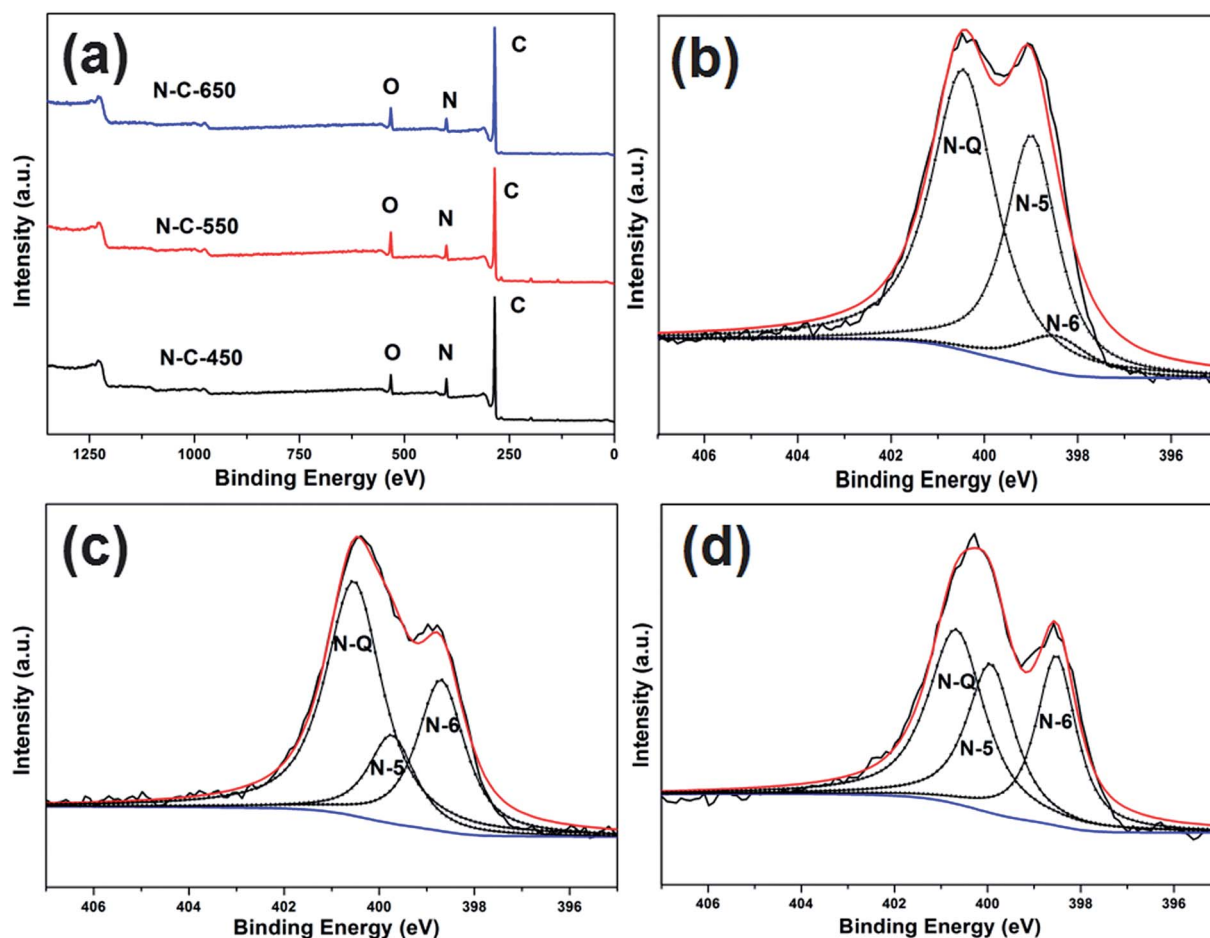 (a)
N-C-650
O
N
C
N-C-550
O
N
C
N-C-450
O
N
C
Intensity (a.u.)
1250 1000 750 500 250 0
Binding Energy (eV)
(b)
N-Q
N-5
N-6
Intensity (a.u.)
406 404 402 400 398 396
Binding Energy (eV)
(c)
N-Q
N-5
N-6
Intensity (a.u.)
406 404 402 400 398 396
Binding Energy (eV)
(d)
N-Q
N-5
N-6
Intensity (a.u.)
406 404 402 400 398 396
Binding Energy (eV)